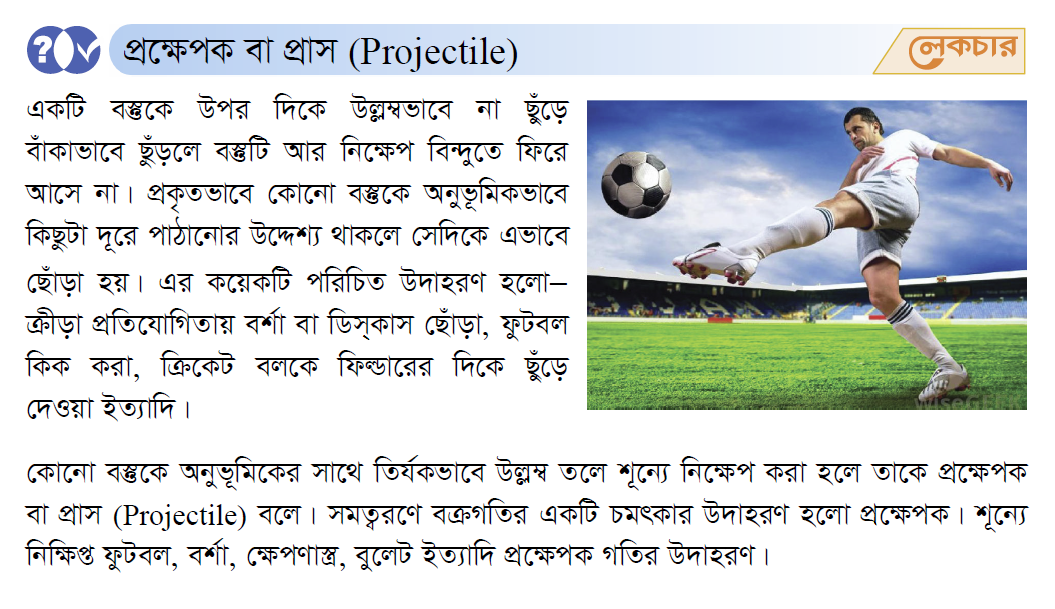 প্রক্ষেপক বা প্রাস (Projectile)
লেকচার
একটি বস্তুকে উপর দিকে উল্লম্বভাবে না ছুঁড়ে
বাঁকাভাবে ছুঁড়লে বস্তুটি আর নিক্ষেপ বিন্দুতে ফিরে
আসে না। প্রকৃতভাবে কোনো বস্তুকে অনুভূমিকভাবে
কিছুটা দূরে পাঠানোর উদ্দেশ্য থাকলে সেদিকে এভাবে
ছোঁড়া হয়। এর কয়েকটি পরিচিত উদাহরণ হলো–
ক্রীড়া প্রতিযোগিতায় বর্শা বা ডিস্‌কাস ছোঁড়া, ফুটবল
কিক করা, ক্রিকেট বলকে ফিল্ডারের দিকে ছুঁড়ে
দেওয়া ইত্যাদি।
wiseGEEK
কোনো বস্তুকে অনুভূমিকের সাথে তির্যকভাবে উল্লম্ব তলে শূন্যে নিক্ষেপ করা হলে তাকে প্রক্ষেপক
বা প্রাস (Projectile) বলে। সমত্বরণে বক্রগতির একটি চমৎকার উদাহরণ হলো প্রক্ষেপক। শূন্যে
নিক্ষিপ্ত ফুটবল, বর্শা, ক্ষেপণাস্ত্র, বুলেট ইত্যাদি প্রক্ষেপক গতির উদাহরণ।